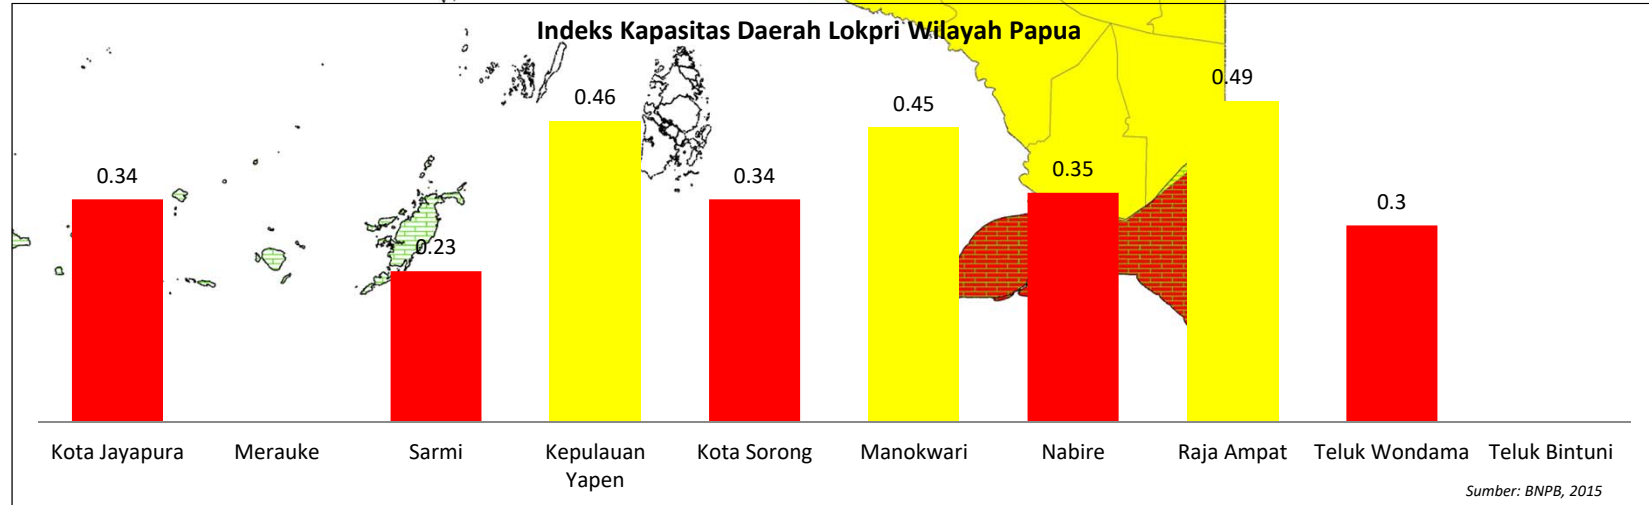 Indeks Kapasitas Daerah Lokpri Wilayah Papua
0.34
0.23
0.46
0.34
0.45
0.35
0.49
0.3
Kota Jayapura
Merauke
Sarmi
Kepulauan
Yapen
Kota Sorong
Manokwari
Nabire
Raja Ampat
Teluk Wondama
Teluk Bintuni
Sumber: BNPB, 2015